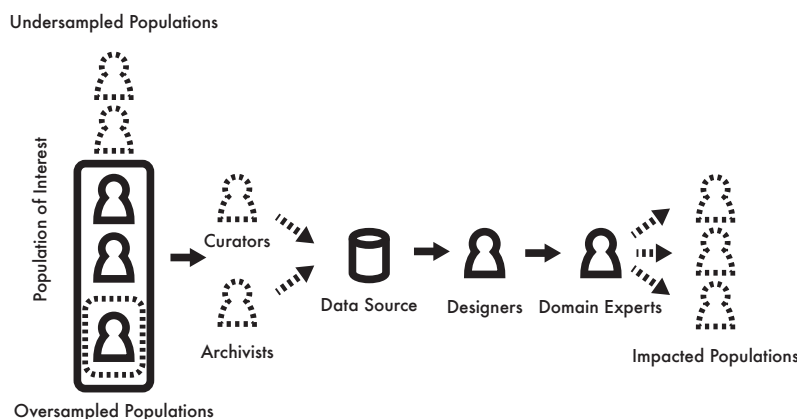 Undersampled Populations
Population of Interest
Curators
Archivists
Data Source
Designers
Domain Experts
Impacted Populations
Oversampled Populations